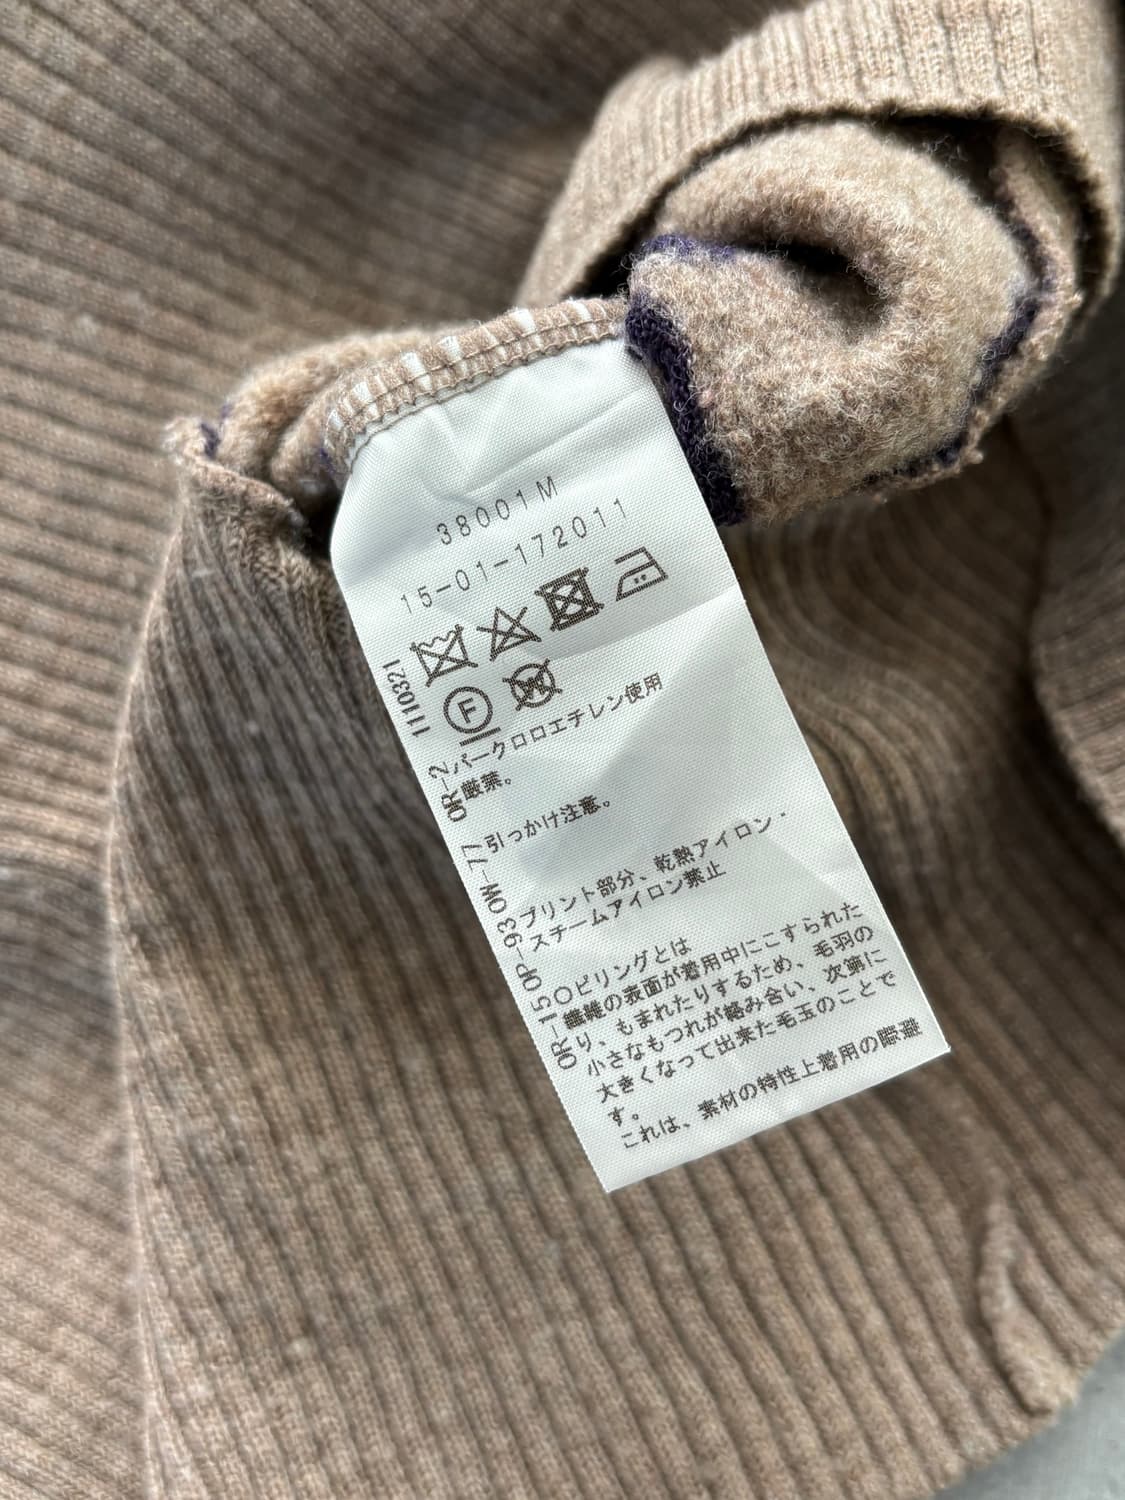 38001M
15-01-172011
1110321
F
W
OR-2 パークロロエチレン使用
厳禁。
OW-77 引っかけ注意。
OP-93 プリント部分、乾熱アイロン・
スチームアイロン禁止
OR-15 〇ピリングとは
繊維の表面が着用中にこすられた
り、もまれたりするため、毛羽の
小さなもつれが絡み合い、次第に
大きくなって出来た毛玉のことで
す。
これは、素材の特性上着用の際避